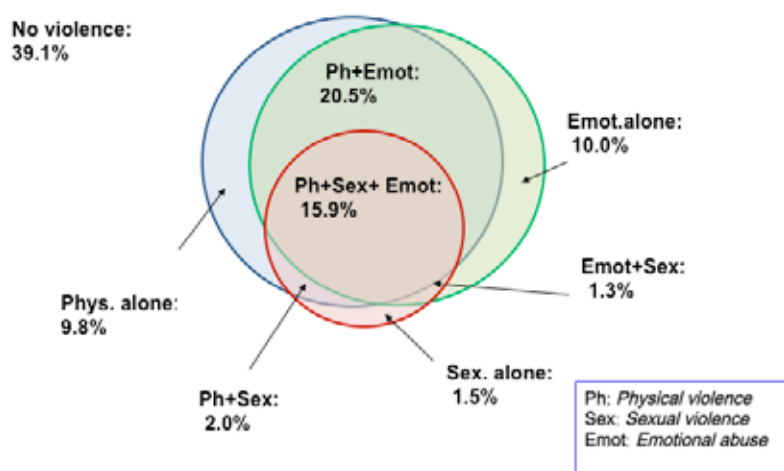 No violence:
39.1%
Ph+Emot:
20.5%
Emot.alone:
10.0%
Ph+Sex+ Emot:
15.9%
Emot+Sex:
1.3%
Phys. alone:
9.8%
Sex. alone:
1.5%
Ph+Sex:
2.0%
Ph: Physical violence
Sex: Sexual violence
Emot: Emotional abuse